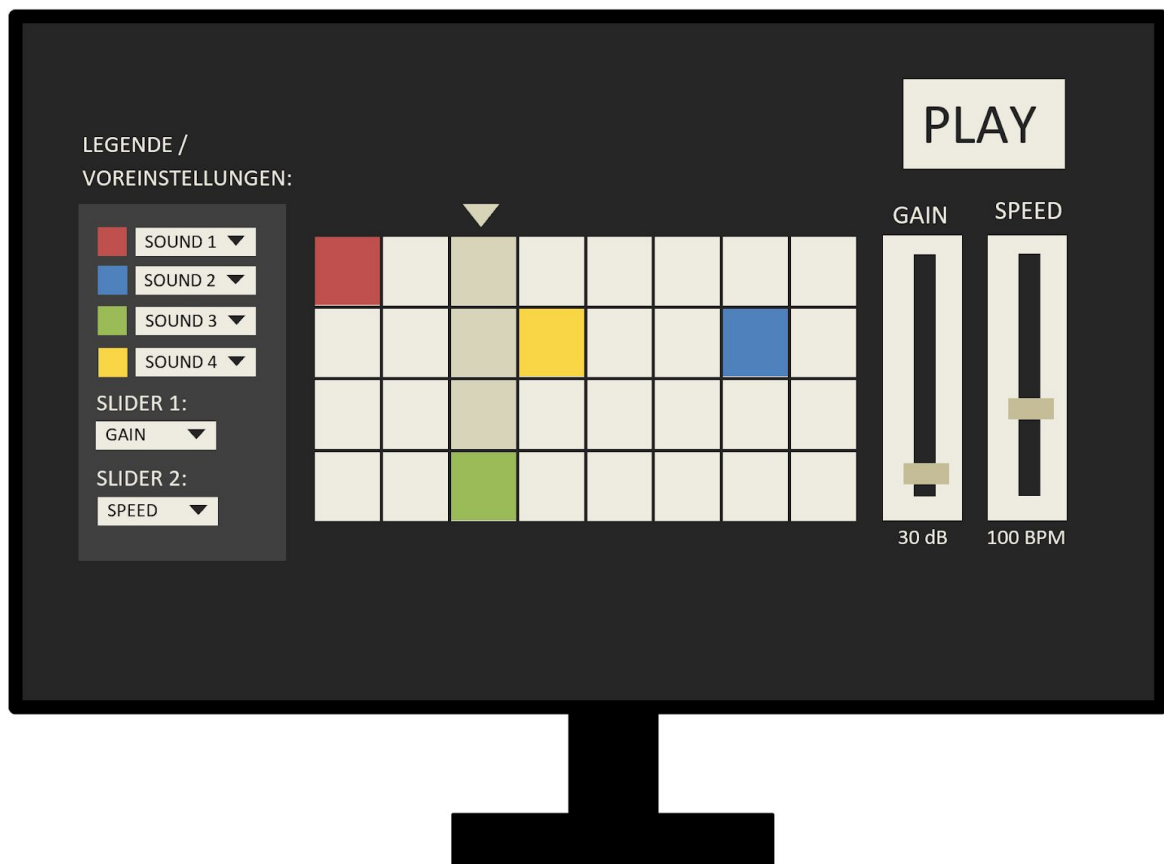 PLAY
LEGENDE /
VOREINSTELLUNGEN:
SOUND 1
SOUND 2
SOUND 3
SOUND 4
SLIDER 1:
GAIN
SLIDER 2:
SPEED
GAIN
SPEED
30 dB
100 BPM